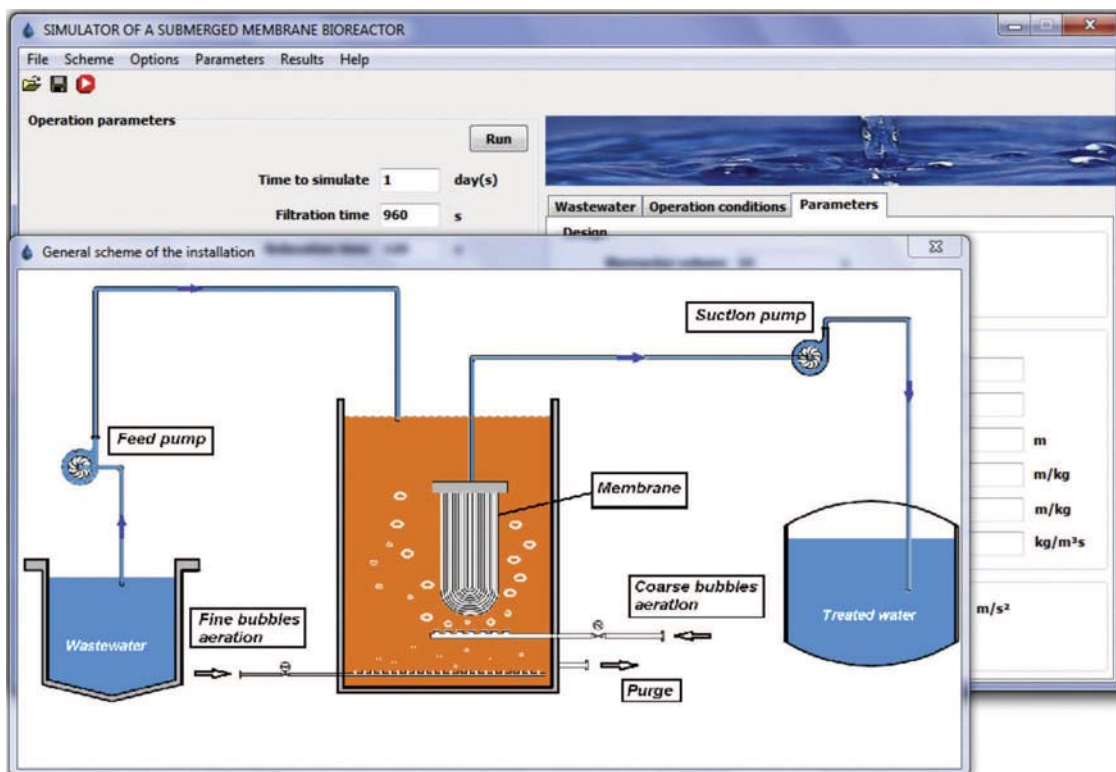 SIMULATOR OF A SUBMERGED MEMBRANE BIOREACTOR
File Scheme Options Parameters Results Help
Operation parameters
Run
Time to simulate 1 day(s)
Filtration time 960 s
Wastewater Operation conditions Parameters
Design
General scheme of the installation
Suction pump
Feed pump
Membrane
m
m/kg
m/kg
kg/m³s
Coarse bubbles
aeration
Fine bubbles
aeration
Wastewater
Treated water
m/s²
Purge